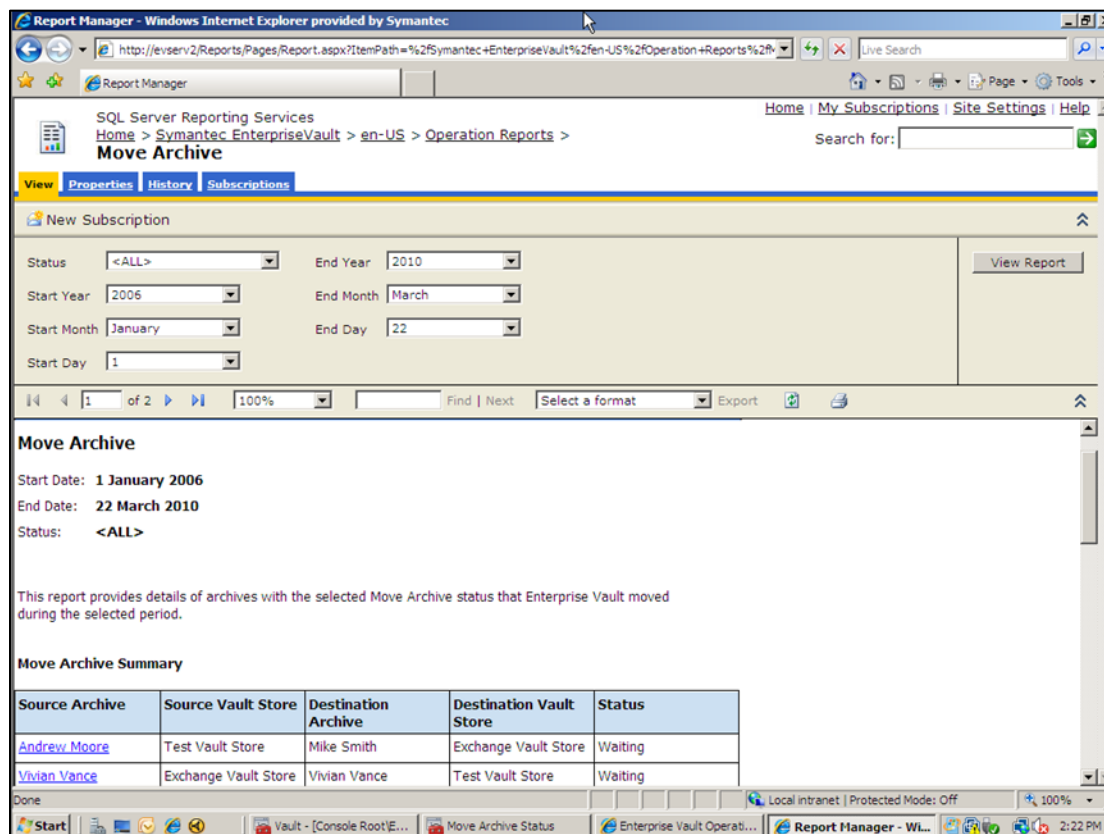 Report Manager - Windows Internet Explorer provided by Symantec
http://evserv2/Reports/Pages/Report.aspx?ItemPath=%2fSymantec+EnterpriseVault%2fen-US%2fOperation+Reports%2f
Live Search
Report Manager
Page Tools
Home | My Subscriptions | Site Settings | Help
SQL Server Reporting Services
Home > Symantec EnterpriseVault > en-US > Operation Reports >
Move Archive
Search for:
View Properties History Subscriptions
New Subscription
Status <ALL> End Year 2010 View Report
Start Year 2006 End Month March
Start Month January End Day 22
Start Day 1
1 of 2 100% Find | Next Select a format Export
Move Archive
Start Date: 1 January 2006
End Date: 22 March 2010
Status: <ALL>
This report provides details of archives with the selected Move Archive status that Enterprise Vault moved
during the selected period.
Move Archive Summary
Source Archive Source Vault Store Destination Archive Destination Vault Store Status
Andrew Moore Test Vault Store Mike Smith Exchange Vault Store Waiting
Vivian Vance Exchange Vault Store Vivian Vance Test Vault Store Waiting
Done Local intranet | Protected Mode: Off 100%
Start Vault - [Console Root\E... Move Archive Status Enterprise Vault Operati... Report Manager - Wi... 2:22 PM